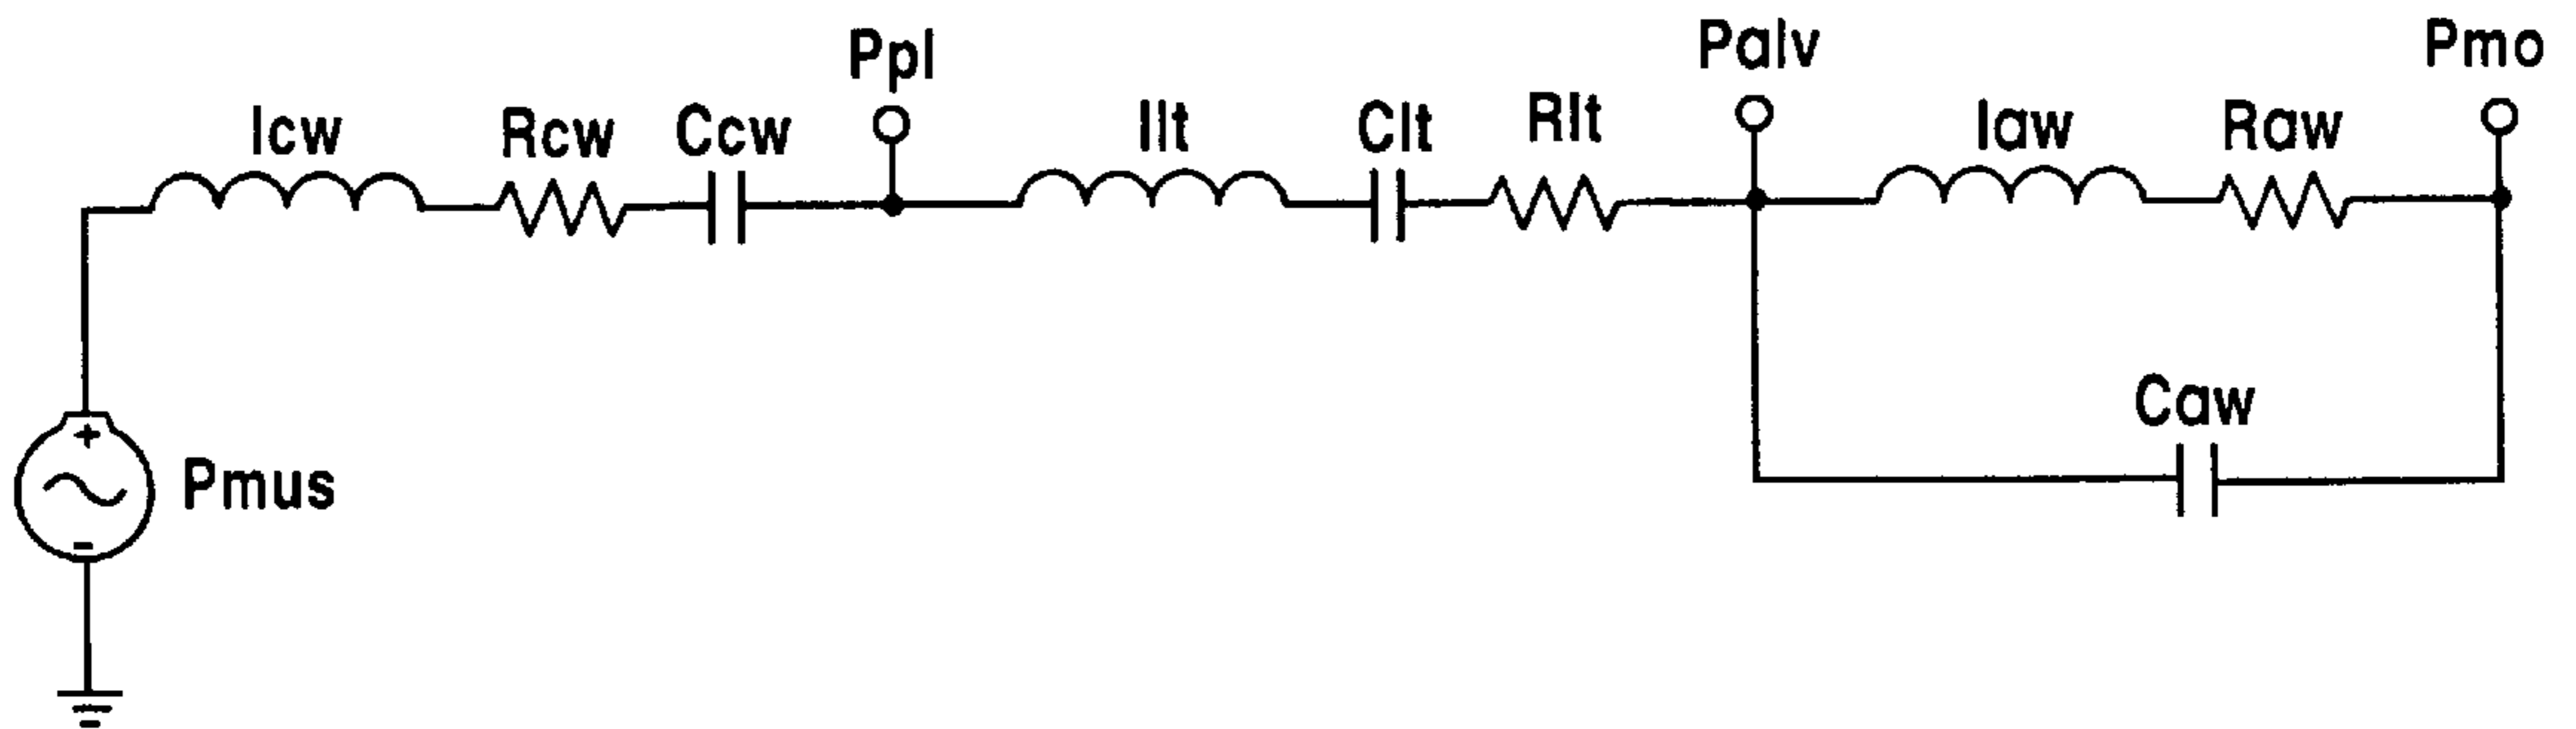 Ppl
Palv
Pmo
Icw
Rcw
Ccw
Ilt
Clt
Rlt
Iaw
Raw
Caw
+
Pmus
-